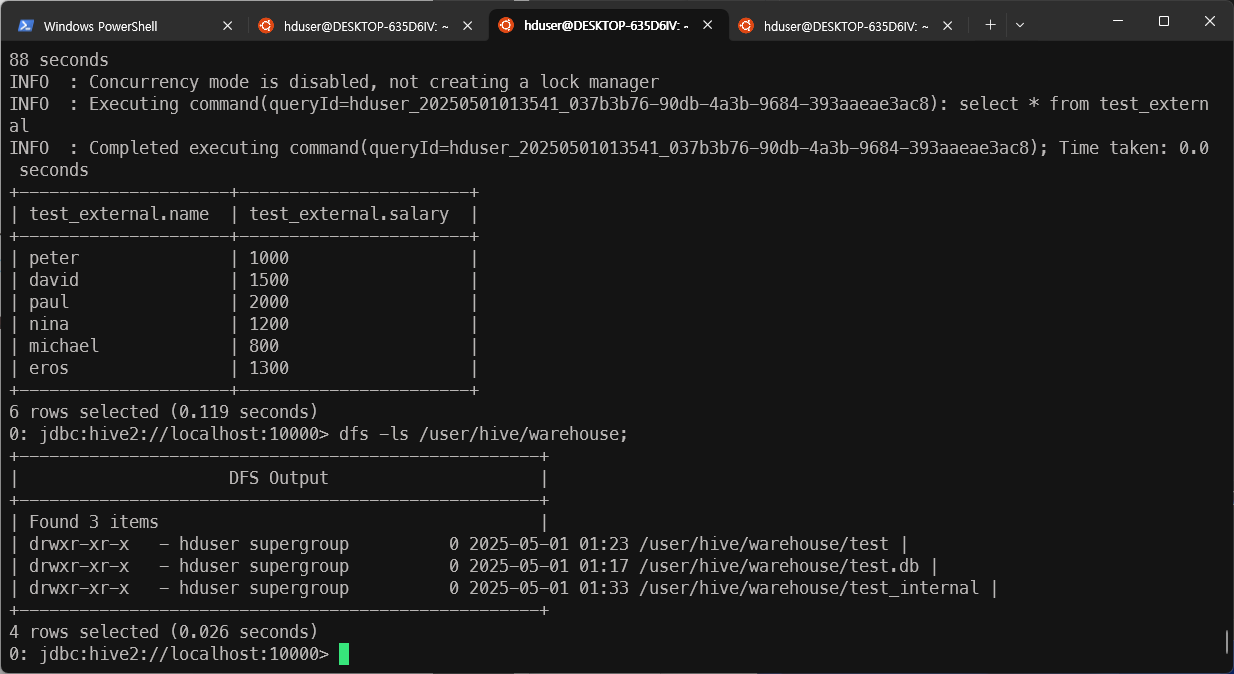 Windows PowerShell
hduser@DESKTOP-635D6IV: ~
hduser@DESKTOP-635D6IV: ~
hduser@DESKTOP-635D6IV: ~
88 seconds
INFO  : Concurrency mode is disabled, not creating a lock manager
INFO  : Executing command(queryId=hduser_20250501013541_037b3b76-90db-4a3b-9684-393aaeae3ac8): select * from test_extern
al
INFO  : Completed executing command(queryId=hduser_20250501013541_037b3b76-90db-4a3b-9684-393aaeae3ac8); Time taken: 0.0
 seconds
+---------------------+-----------------------+
| test_external.name  | test_external.salary  |
+---------------------+-----------------------+
| peter               | 1000                  |
| david               | 1500                  |
| paul                | 2000                  |
| nina                | 1200                  |
| michael             | 800                   |
| eros                | 1300                  |
+---------------------+-----------------------+
6 rows selected (0.119 seconds)
0: jdbc:hive2://localhost:10000> dfs -ls /user/hive/warehouse;
+----------------------------------------------------+
|                     DFS Output                     |
+----------------------------------------------------+
| Found 3 items                                      |
| drwxr-xr-x   - hduser supergroup          0 2025-05-01 01:23 /user/hive/warehouse/test |
| drwxr-xr-x   - hduser supergroup          0 2025-05-01 01:17 /user/hive/warehouse/test.db |
| drwxr-xr-x   - hduser supergroup          0 2025-05-01 01:33 /user/hive/warehouse/test_internal |
+----------------------------------------------------+
4 rows selected (0.026 seconds)
0: jdbc:hive2://localhost:10000>